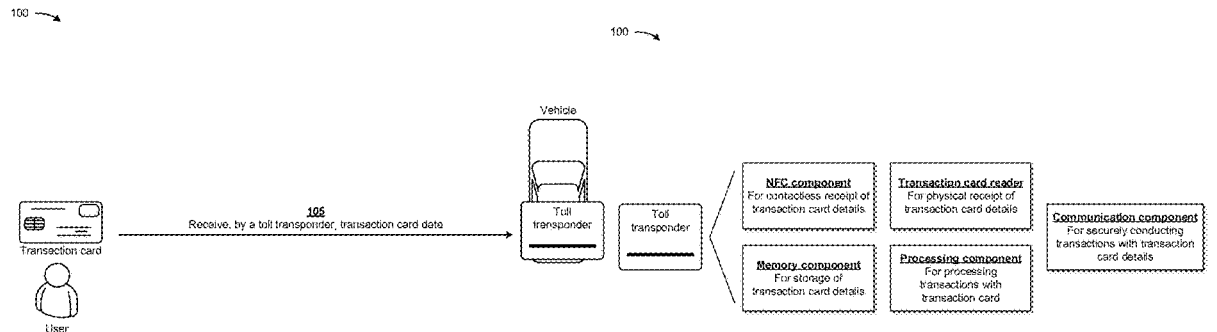 100
100
Vehicle
Toll
transponder
Transaction card
User
105
Receive, by a toll transponder, transaction card data
Toll
transponder
NFC component
For contactless receipt of
transaction card details
Transaction card reader
For physical receipt of
transaction card details
Memory component
For storage of
transaction card details
Processing component
For processing
transactions with
transaction card
Communication component
For securely conducting
transactions with transaction
card details